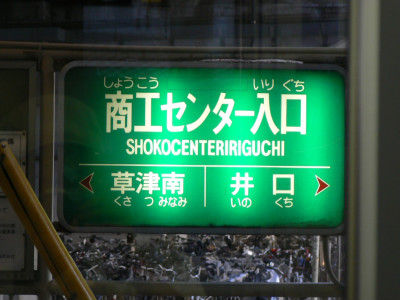 しょうこう いりぐち
商工センター入口
SHOKOCENTERIRIGUCHI
草津南 井口
くさつみなみ いのくち